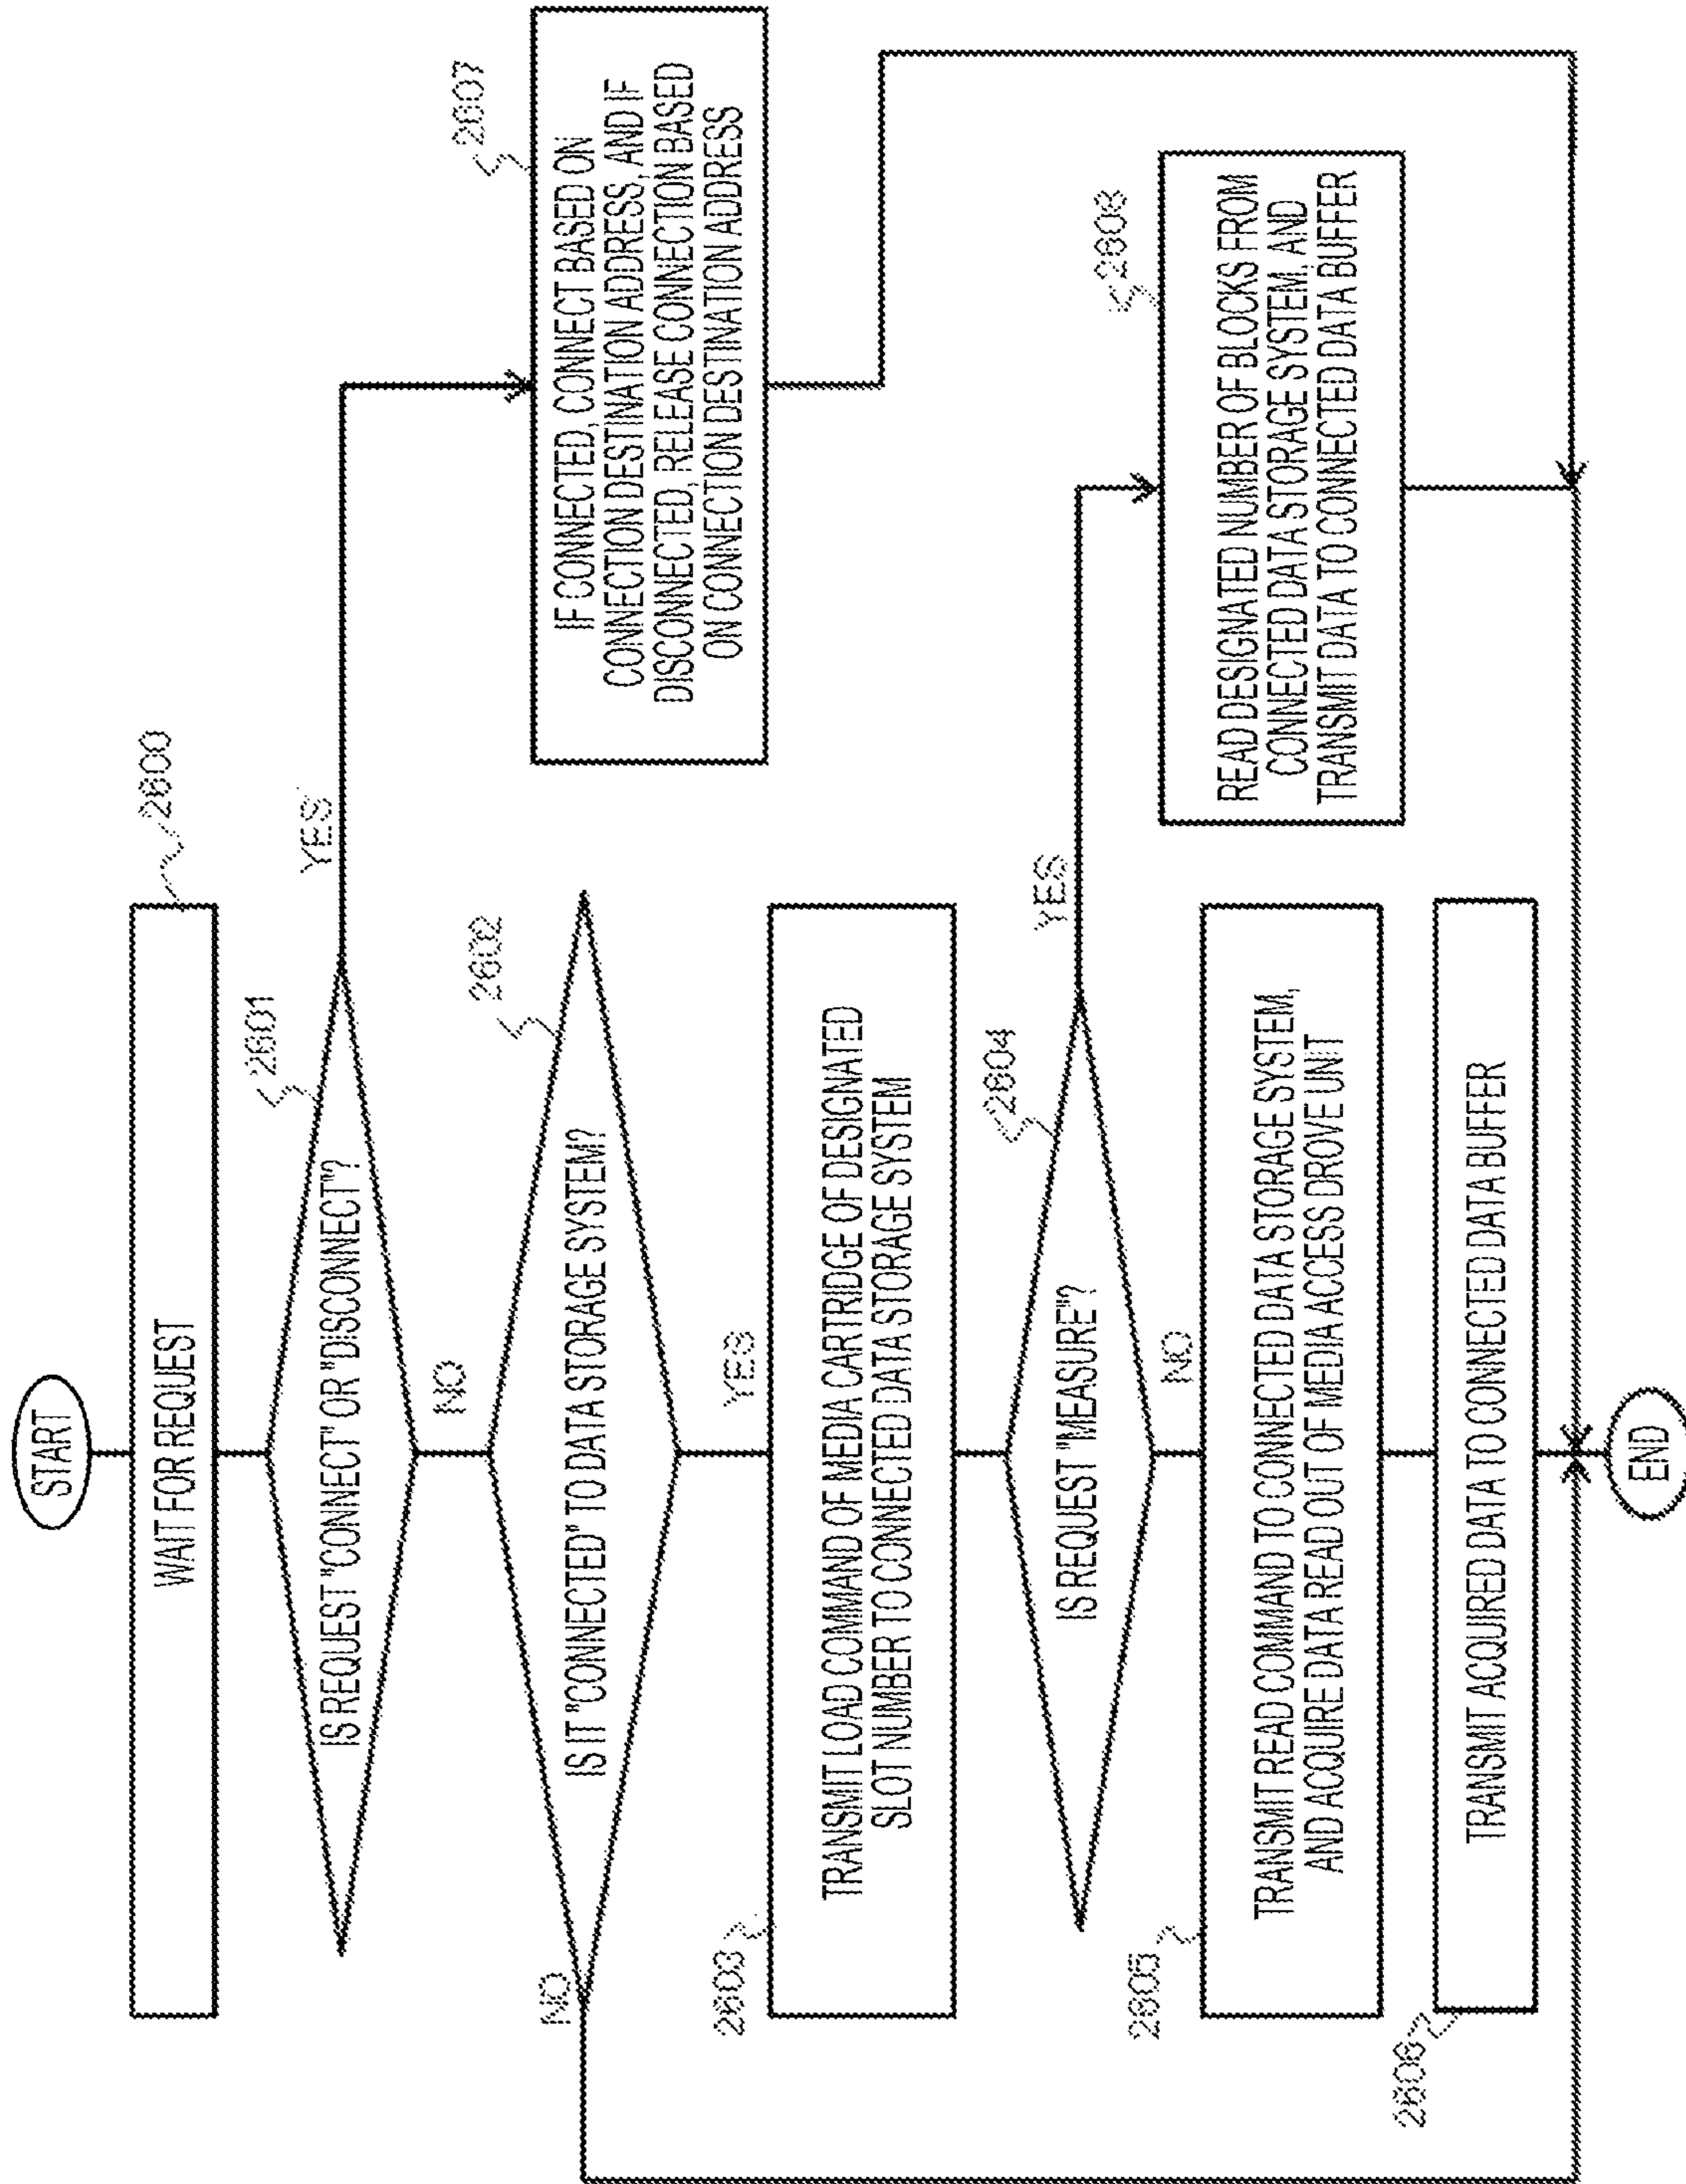 START
WAIT FOR REQUEST
2600
IS REQUEST "CONNECT" OR "DISCONNECT"?
2601
YES
NO
IF CONNECTED, CONNECT BASED ON
CONNECTION DESTINATION ADDRESS, AND IF
DISCONNECTED, RELEASE CONNECTION BASED
ON CONNECTION DESTINATION ADDRESS
2607
IS IT "CONNECTED" TO DATA STORAGE SYSTEM?
2602
NO
YES
TRANSMIT LOAD COMMAND OF MEDIA CARTRIDGE OF DESIGNATED
SLOT NUMBER TO CONNECTED DATA STORAGE SYSTEM
2603
IS REQUEST "MEASURE"?
2604
YES
NO
READ DESIGNATED NUMBER OF BLOCKS FROM
CONNECTED DATA STORAGE SYSTEM, AND
TRANSMIT DATA TO CONNECTED DATA BUFFER
2608
TRANSMIT READ COMMAND TO CONNECTED DATA STORAGE SYSTEM,
AND ACQUIRE DATA READ OUT OF MEDIA ACCESS DROVE UNIT
2605
TRANSMIT ACQUIRED DATA TO CONNECTED DATA BUFFER
2606
END